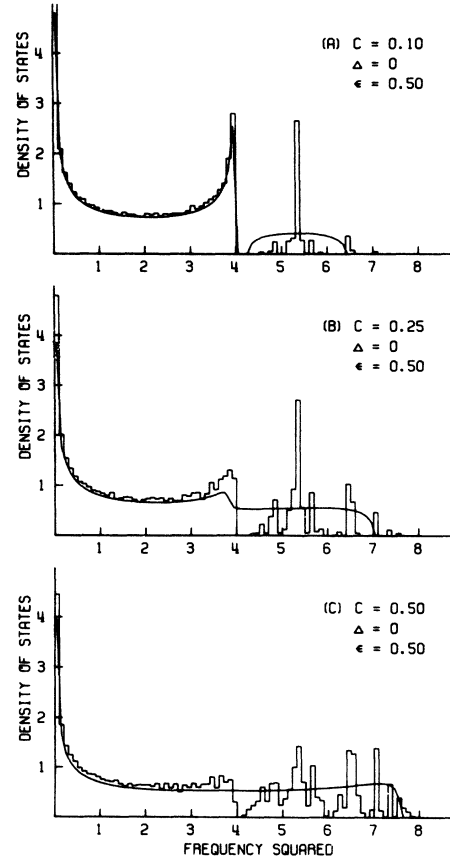 DENSITY OF STATES
5
4
3
2
1
(A) C = 0.10
Δ = 0
ϵ = 0.50
1 2 3 4 5 6 7 8
DENSITY OF STATES
4
3
2
1
(B) C = 0.25
Δ = 0
ϵ = 0.50
1 2 3 4 5 6 7 8
DENSITY OF STATES
4
3
2
1
(C) C = 0.50
Δ = 0
ϵ = 0.50
1 2 3 4 5 6 7 8
FREQUENCY SQUARED